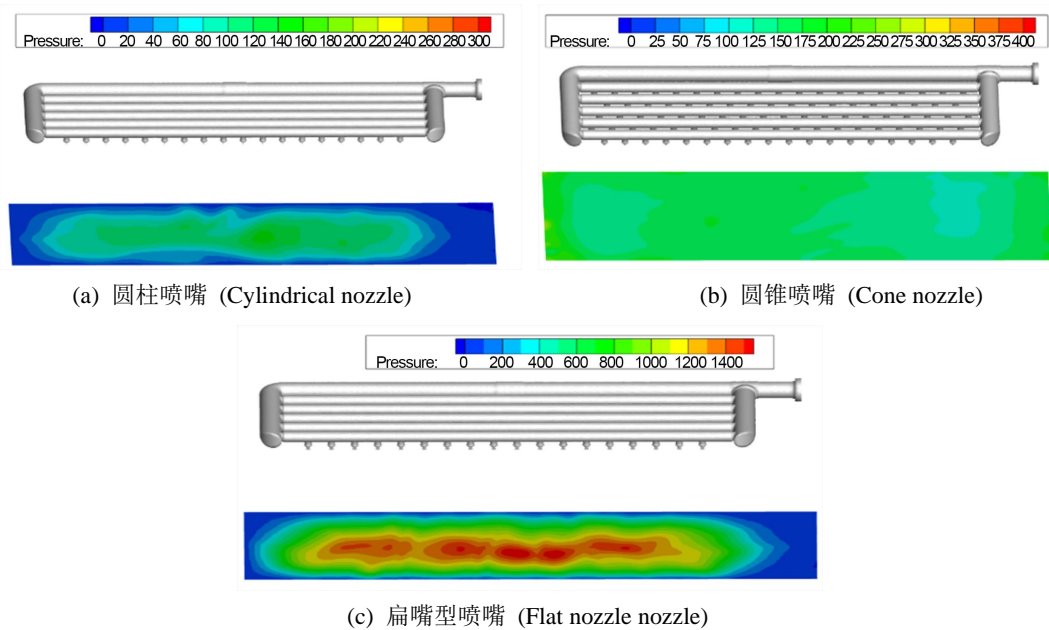 Pressure: 0 20 40 60 80 100 120 140 160 180 200 220 240 260 280 300
Pressure: 0 25 50 75 100 125 150 175 200 225 250 275 300 325 350 375 400
(a) 圆柱喷嘴 (Cylindrical nozzle)
(b) 圆锥喷嘴 (Cone nozzle)
Pressure: 0 200 400 600 800 1000 1200 1400
(c) 扁嘴型喷嘴 (Flat nozzle nozzle)